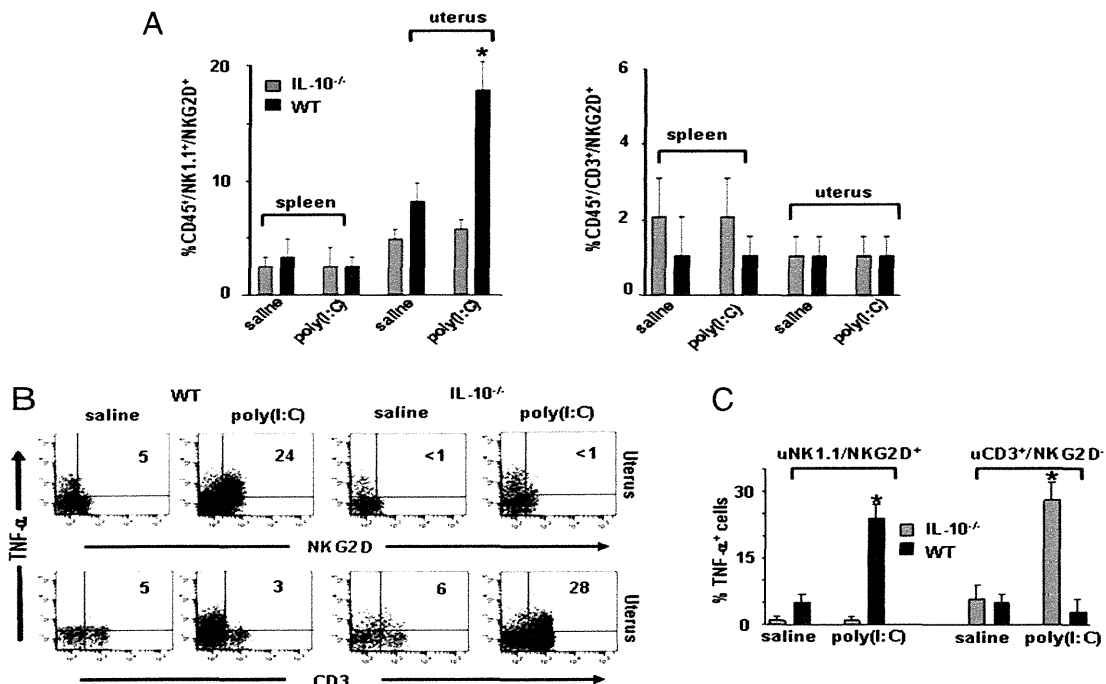 A
uterus
%CD45⁺/NK1.1⁺/NKG2D⁺
20
10
0
IL-10⁻/⁻
WT
*
spleen
saline
poly(I:C)
saline
poly(I:C)
%CD45⁺/CD3⁺/NKG2D⁺
6
4
2
0
spleen
uterus
saline
poly(I:C)
saline
poly(I:C)
B
WT
IL-10⁻/⁻
saline
poly(I:C)
saline
poly(I:C)
5
24
<1
<1
Uterus
TNF-α
NKG2D
5
3
6
28
Uterus
CD3
C
uNK1.1/NKG2D⁺
uCD3⁺/NKG2D⁻
% TNF-α⁺ cells
30
15
0
*
*
IL-10⁻/⁻
WT
saline
poly(I:C)
saline
poly(I:C)